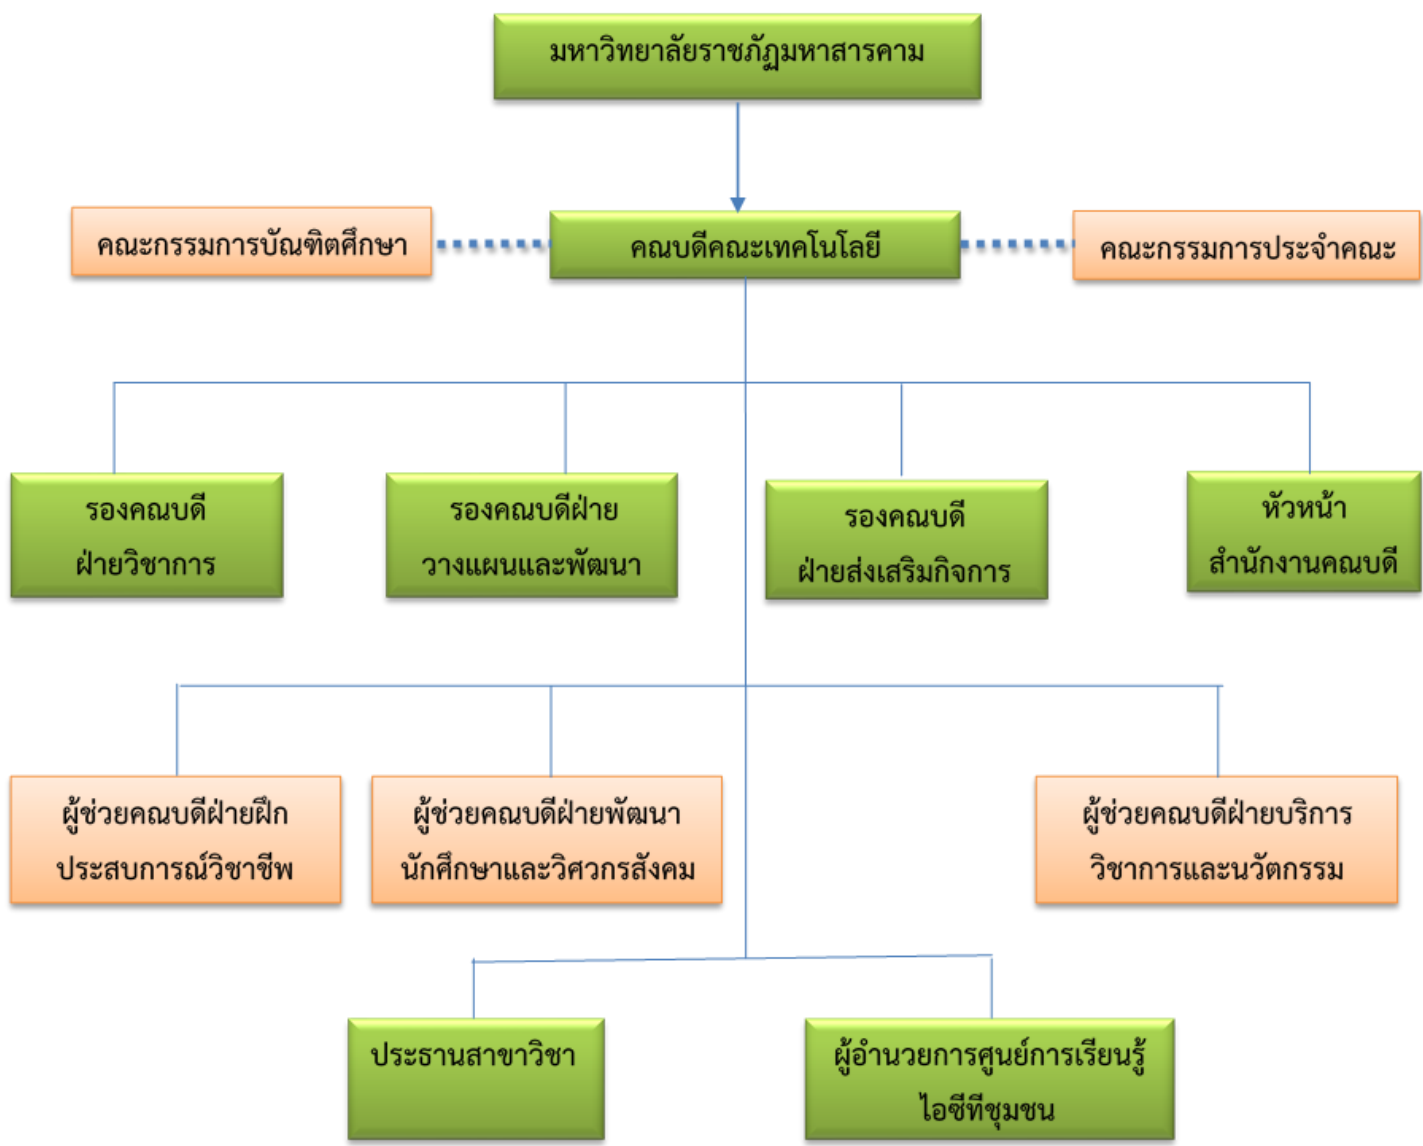 มหาวิทยาลัยราชภัฏมหาสารคาม
คณะกรรมการบัณฑิตศึกษา
คณบดีคณะเทคโนโลยี
คณะกรรมการประจำคณะ
รองคณบดี
ฝ่ายวิชาการ
รองคณบดีฝ่าย
วางแผนและพัฒนา
รองคณบดี
ฝ่ายส่งเสริมกิจการ
หัวหน้า
สำนักงานคณบดี
ผู้ช่วยคณบดีฝ่ายฝึก
ประสบการณ์วิชาชีพ
ผู้ช่วยคณบดีฝ่ายพัฒนา
นักศึกษาและวิศวกรสังคม
ผู้ช่วยคณบดีฝ่ายบริการ
วิชาการและนวัตกรรม
ประธานสาขาวิชา
ผู้อำนวยการศูนย์การเรียนรู้
ไอซีทีชุมชน